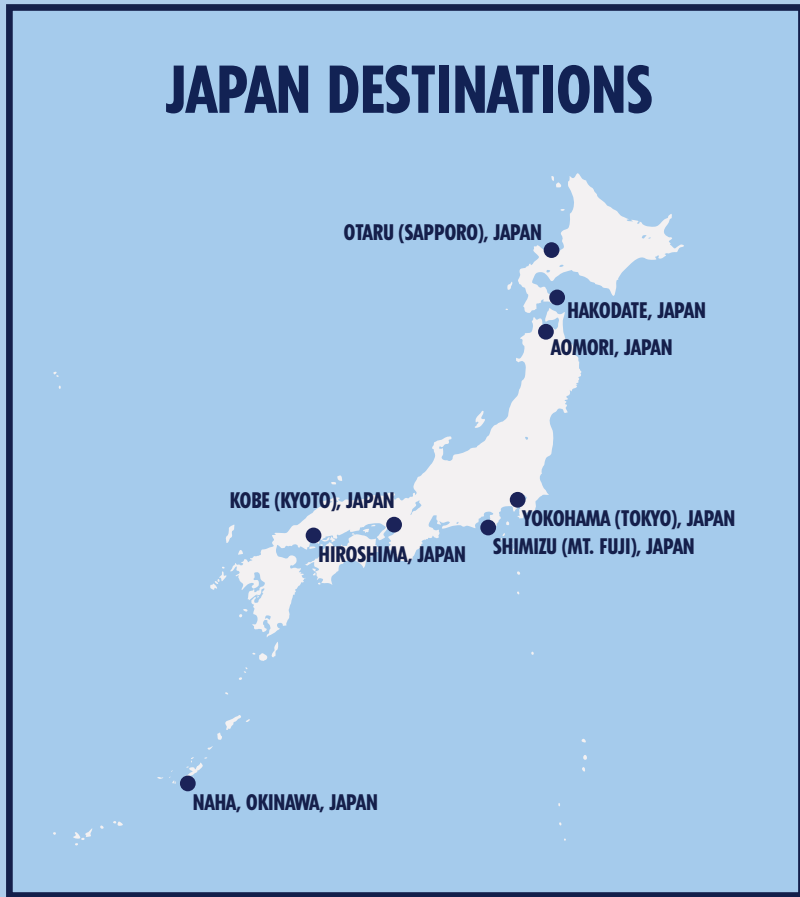 JAPAN DESTINATIONS
OTARU (SAPPORO), JAPAN
HAKODATE, JAPAN
AOMORI, JAPAN
KOBE (KYOTO), JAPAN
YOKOHAMA (TOKYO), JAPAN
HIROSHIMA, JAPAN
SHIMIZU (MT. FUJI), JAPAN
NAHA, OKINAWA, JAPAN